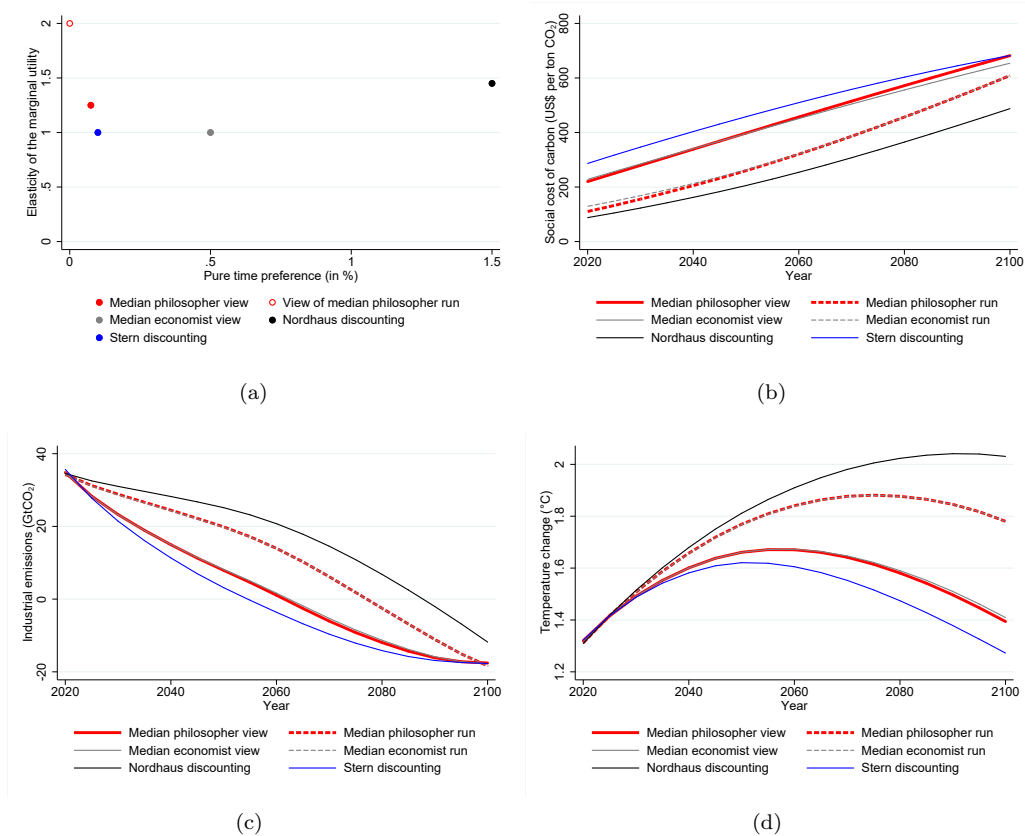 Elasticity of the marginal utility
2
1.5
1
.5
0
0 .5 1 1.5
Pure time preference (in %)
Median philosopher view View of median philosopher run
Median economist view Nordhaus discounting
Stern discounting
(a)
Social cost of carbon (US$ per ton CO₂)
800
600
400
200
0
2020 2040 2060 2080 2100
Year
Median philosopher view Median philosopher run
Median economist view Median economist run
Nordhaus discounting Stern discounting
(b)
Industrial emissions (GtCO₂)
40
20
0
-20
2020 2040 2060 2080 2100
Year
Median philosopher view Median philosopher run
Median economist view Median economist run
Nordhaus discounting Stern discounting
(c)
Temperature change (°C)
2
1.8
1.6
1.4
1.2
2020 2040 2060 2080 2100
Year
Median philosopher view Median philosopher run
Median economist view Median economist run
Nordhaus discounting Stern discounting
(d)